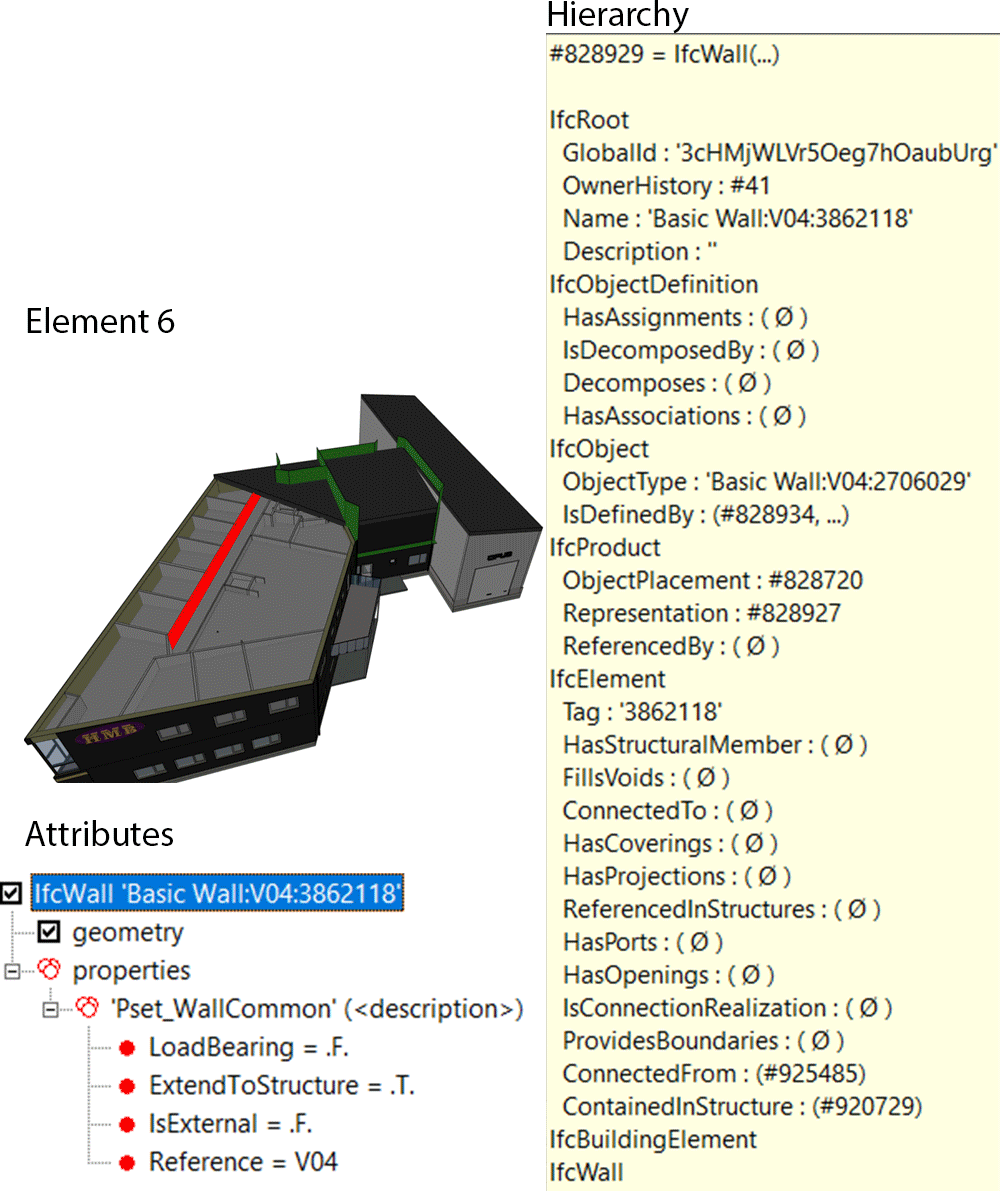 Hierarchy
#828929 = IfcWall(...)
IfcRoot
GlobalId : '3cHMjWLVr5Oeg7hOaubUrg'
OwnerHistory : #41
Name : 'Basic Wall:V04:3862118'
Description : ''
IfcObjectDefinition
HasAssignments : ( Ø )
IsDecomposedBy : ( Ø )
Decomposes : ( Ø )
HasAssociations : ( Ø )
IfcObject
ObjectType : 'Basic Wall:V04:2706029'
IsDefinedBy : (#828934, ...)
IfcProduct
ObjectPlacement : #828720
Representation : #828927
ReferencedBy : ( Ø )
IfcElement
Tag : '3862118'
HasStructuralMember : ( Ø )
FillsVoids : ( Ø )
ConnectedTo : ( Ø )
HasCoverings : ( Ø )
HasProjections : ( Ø )
ReferencedInStructures : ( Ø )
HasPorts : ( Ø )
HasOpenings : ( Ø )
IsConnectionRealization : ( Ø )
ProvidesBoundaries : ( Ø )
ConnectedFrom : (#925485)
ContainedInStructure : (#920729)
IfcBuildingElement
IfcWall
Element 6
HMB
Attributes
IfcWall 'Basic Wall:V04:3862118'
geometry
properties
'Pset_WallCommon' (<description>)
LoadBearing = .F.
ExtendToStructure = .T.
IsExternal = .F.
Reference = V04